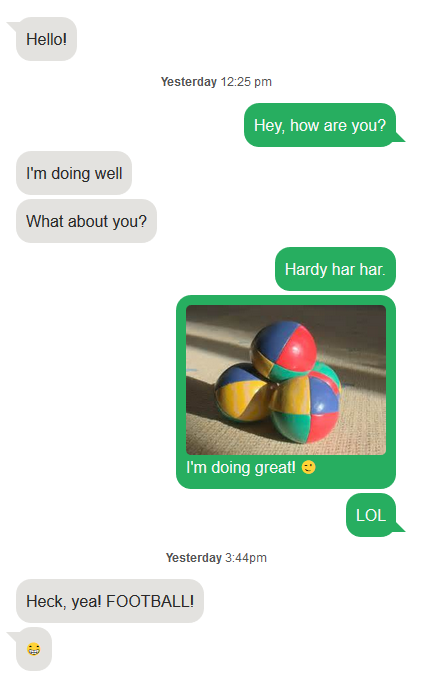 Hello!
Yesterday 12:25 pm
Hey, how are you?
I'm doing well
What about you?
Hardy har har.
I'm doing great! 🙂
LOL
Yesterday 3:44pm
Heck, yea! FOOTBALL!
😁